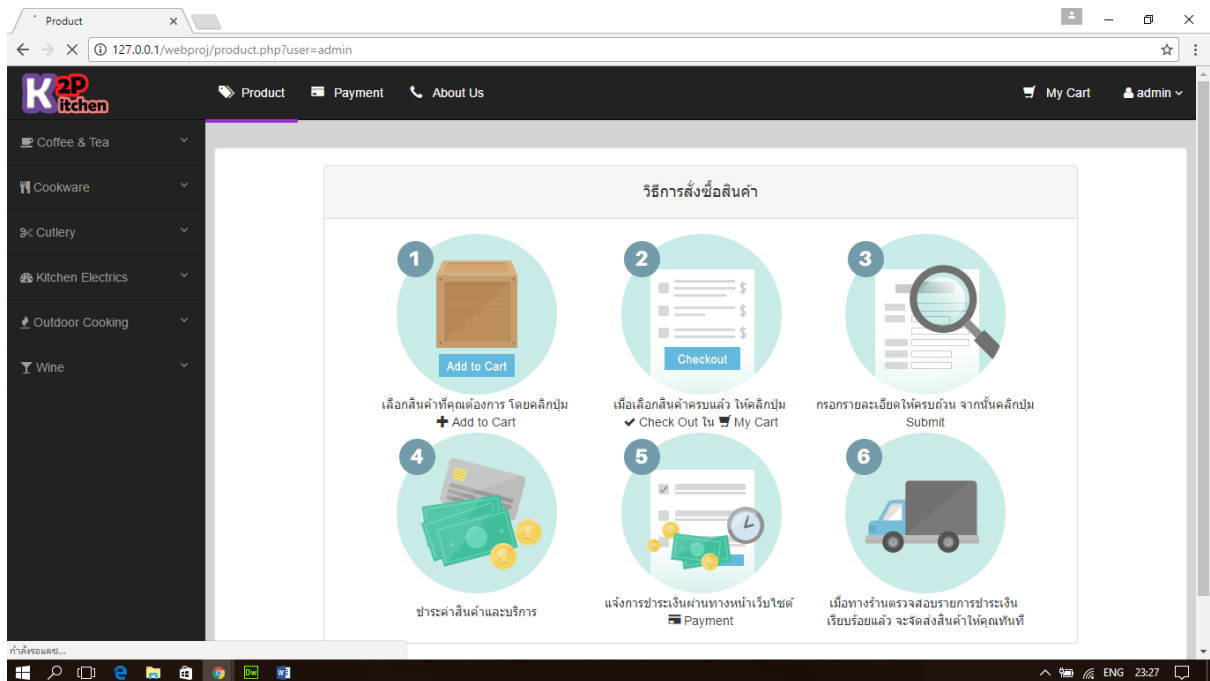 Product
127.0.0.1/webproj/product.php?user=admin
K2P itchen
Product
Payment
About Us
My Cart
admin
Coffee & Tea
Cookware
Cutlery
Kitchen Electrics
Outdoor Cooking
Wine
วิธีการสั่งซื้อสินค้า
1
Add to Cart
เลือกสินค้าที่คุณต้องการ โดยคลิกปุ่ม
Add to Cart
2
$
$
$
Checkout
เมื่อเลือกสินค้าครบแล้ว ให้คลิกปุ่ม
Check Out ใน My Cart
3
กรอกรายละเอียดให้ครบถ้วน จากนั้นคลิกปุ่ม
Submit
4
ชำระค่าสินค้าและบริการ
5
แจ้งการชำระเงินผ่านทางหน้าเว็บไซต์
Payment
6
เมื่อทางร้านตรวจสอบรายการชำระเงิน
เรียบร้อยแล้ว จะจัดส่งสินค้าให้คุณทันที
กำลังรอแคช...
Dw
ENG
23:27